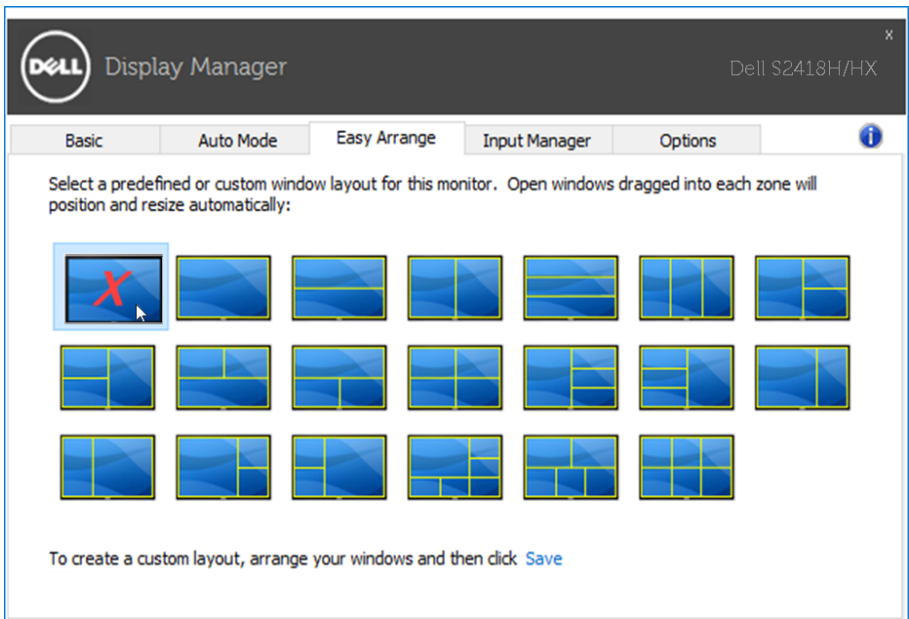 x
DELL
Display Manager
Dell S2418H/HX
Basic
Auto Mode
Easy Arrange
Input Manager
Options
i
Select a predefined or custom window layout for this monitor. Open windows dragged into each zone will
position and resize automatically:
X
To create a custom layout, arrange your windows and then click Save